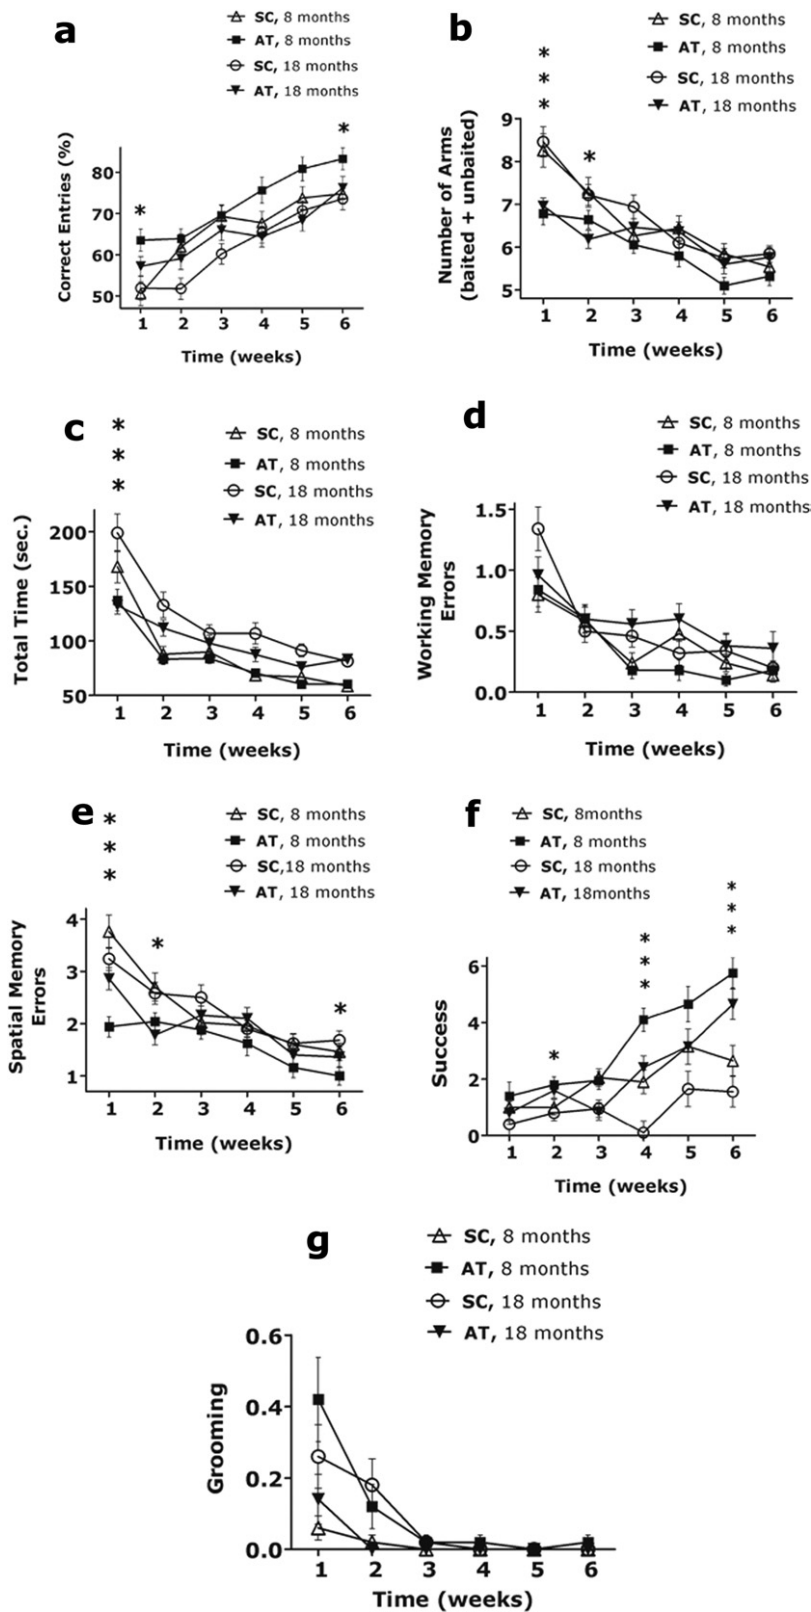 a
SC, 8 months
AT, 8 months
SC, 18 months
AT, 18 months
*
*
Correct Entries (%)
80
70
60
50
1 2 3 4 5 6
Time (weeks)
b
SC, 8 months
AT, 8 months
SC, 18 months
AT, 18 months
*
*
*
*
Number of Arms
(baited + unbaited)
9
8
7
6
5
1 2 3 4 5 6
Time (weeks)
c
SC, 8 months
AT, 8 months
SC, 18 months
AT, 18 months
*
*
*
Total Time (sec.)
200
150
100
50
1 2 3 4 5 6
Time (weeks)
d
SC, 8 months
AT, 8 months
SC, 18 months
AT, 18 months
Working Memory
Errors
1.5
1.0
0.5
0.0
1 2 3 4 5 6
Time (weeks)
e
SC, 8 months
AT, 8 months
SC,18 months
AT, 18 months
*
*
*
*
*
Spatial Memory
Errors
4
3
2
1
1 2 3 4 5 6
Time (weeks)
f
SC, 8months
AT, 8 months
SC, 18 months
AT, 18months
*
*
*
*
*
*
*
Success
6
4
2
0
1 2 3 4 5 6
Time (weeks)
g
SC, 8 months
AT, 8 months
SC, 18 months
AT, 18 months
Grooming
0.6
0.4
0.2
0.0
1 2 3 4 5 6
Time (weeks)